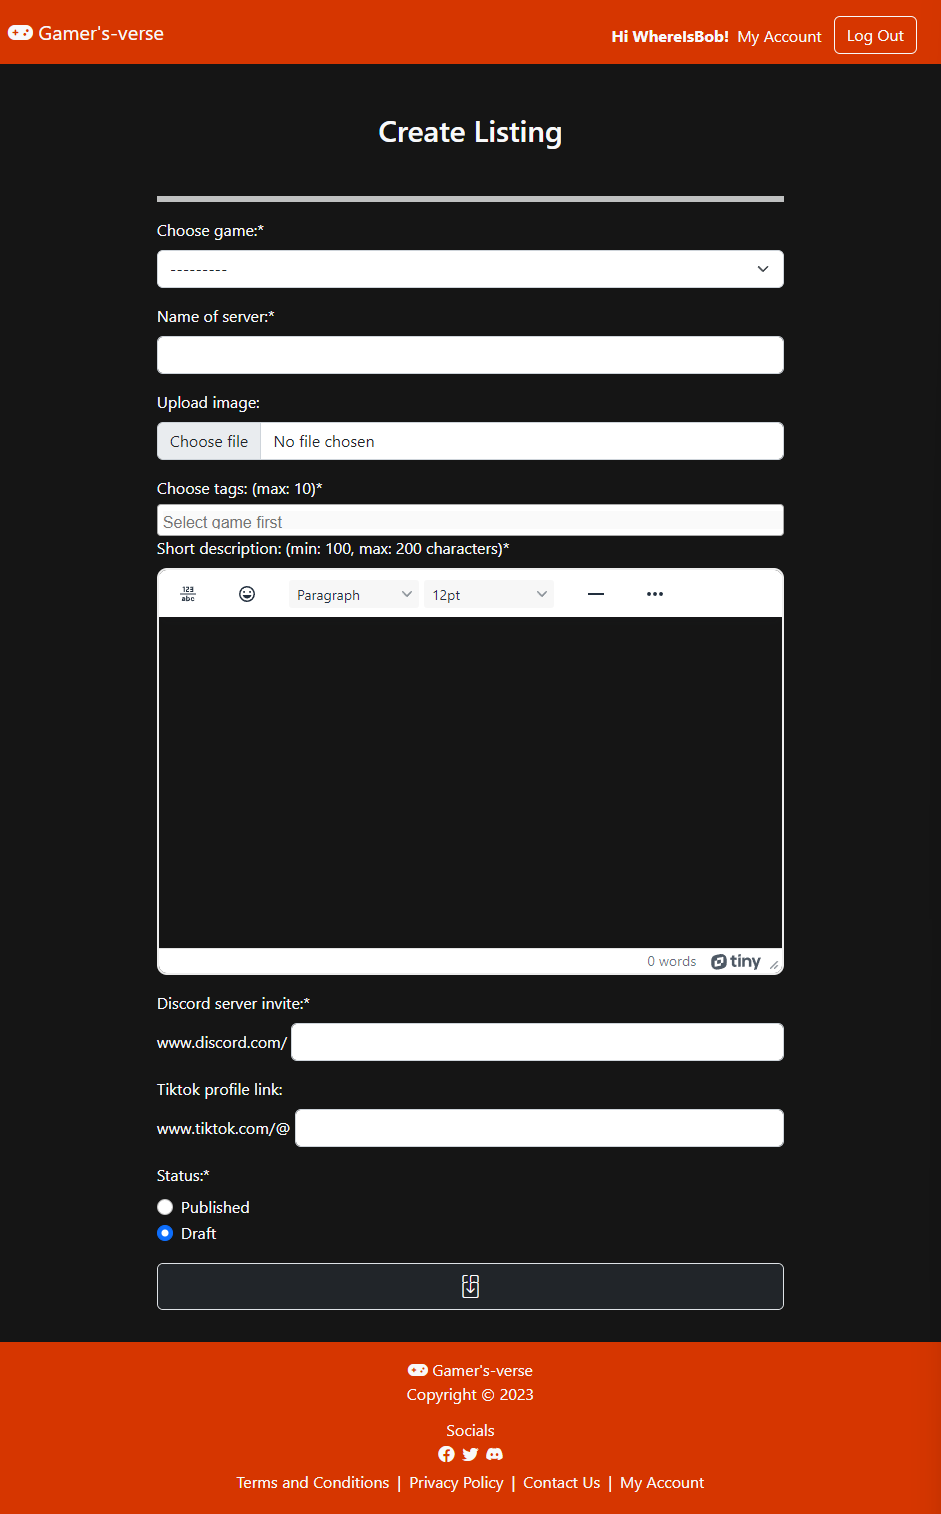 Gamer's-verse
Hi WhereIsBob! My Account Log Out
Create Listing
Choose game:*
---------
Name of server:*
Upload image:
Choose file No file chosen
Choose tags: (max: 10)*
Select game first
Short description: (min: 100, max: 200 characters)*
123
abc
Paragraph 12pt
0 words tiny
Discord server invite:*
www.discord.com/
Tiktok profile link:
www.tiktok.com/@
Status:*
Published
Draft
Gamer's-verse
Copyright © 2023
Socials
Terms and Conditions | Privacy Policy | Contact Us | My Account